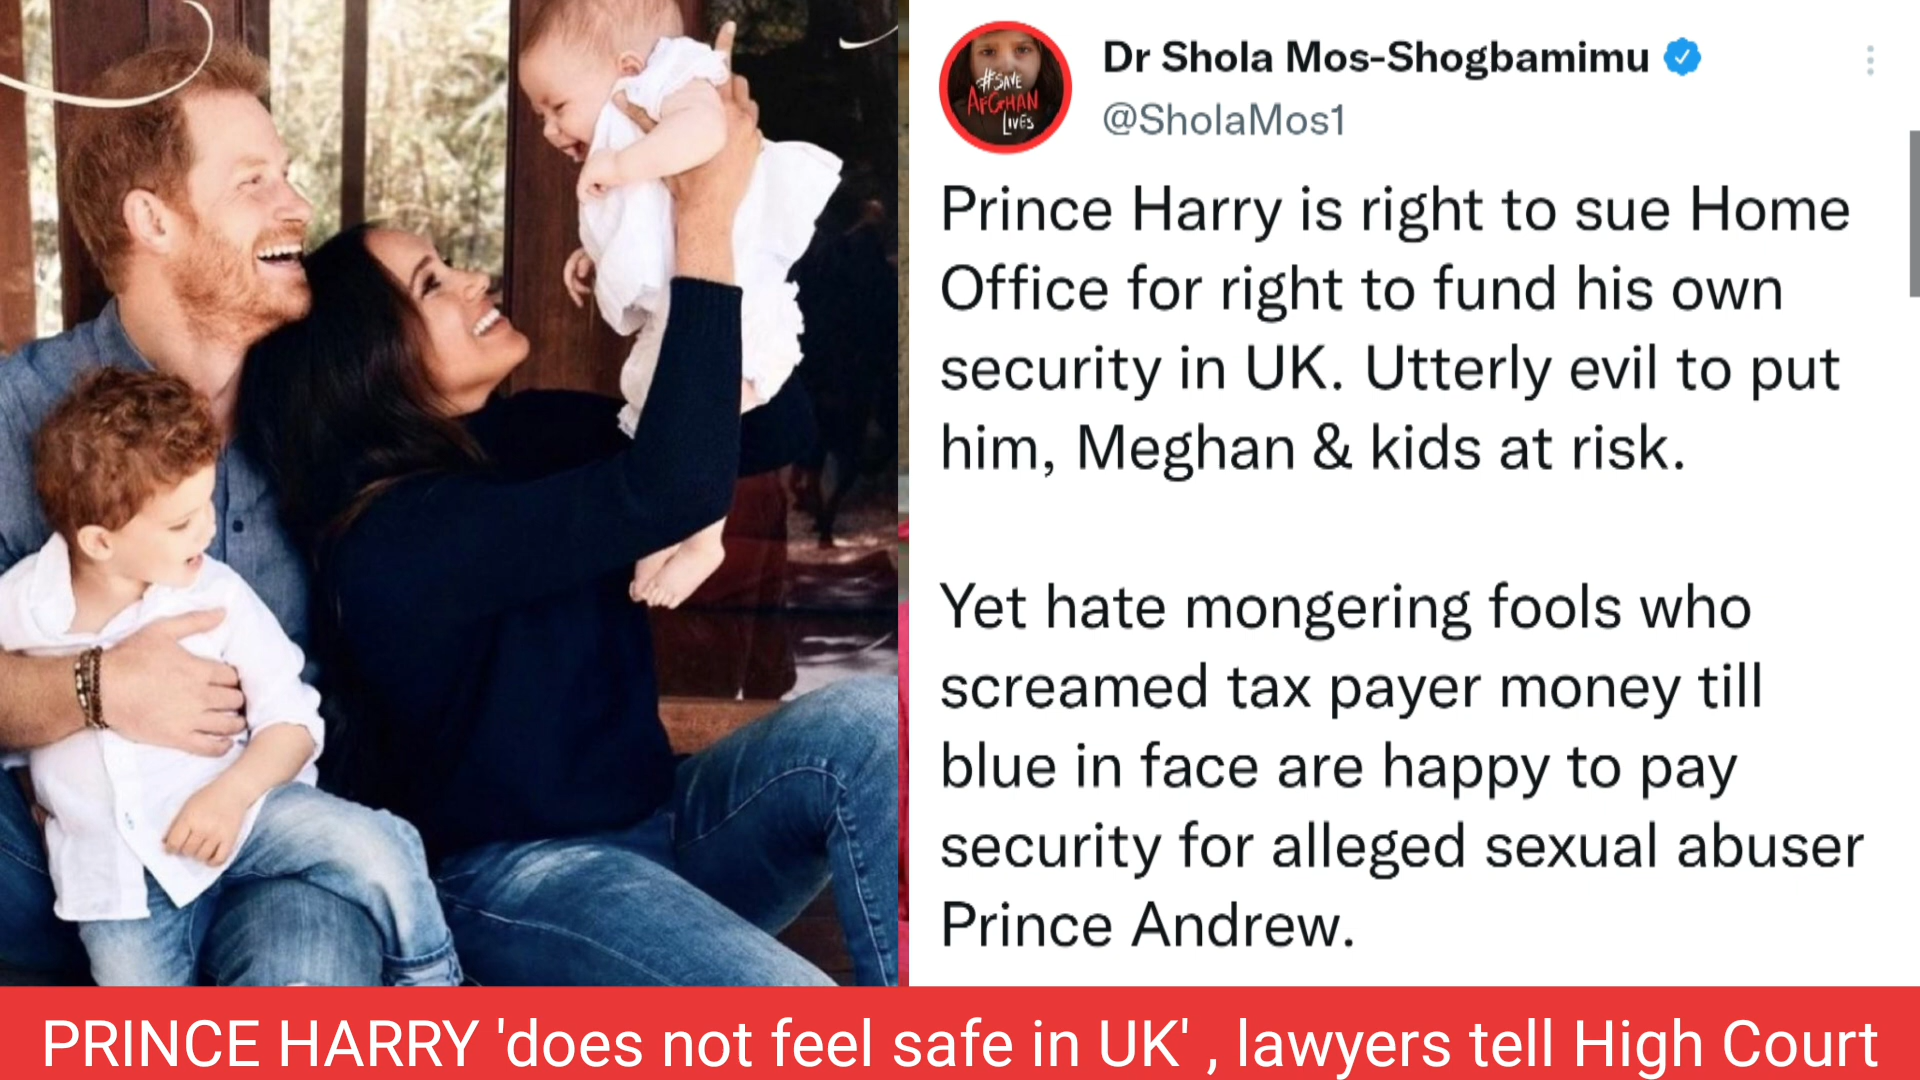 #SAVE
AFGHAN
LIVES
Dr Shola Mos-Shogbamimu
@SholaMos1
Prince Harry is right to sue Home
Office for right to fund his own
security in UK. Utterly evil to put
him, Meghan & kids at risk.
Yet hate mongering fools who
screamed tax payer money till
blue in face are happy to pay
security for alleged sexual abuser
Prince Andrew.
PRINCE HARRY 'does not feel safe in UK' , lawyers tell High Court